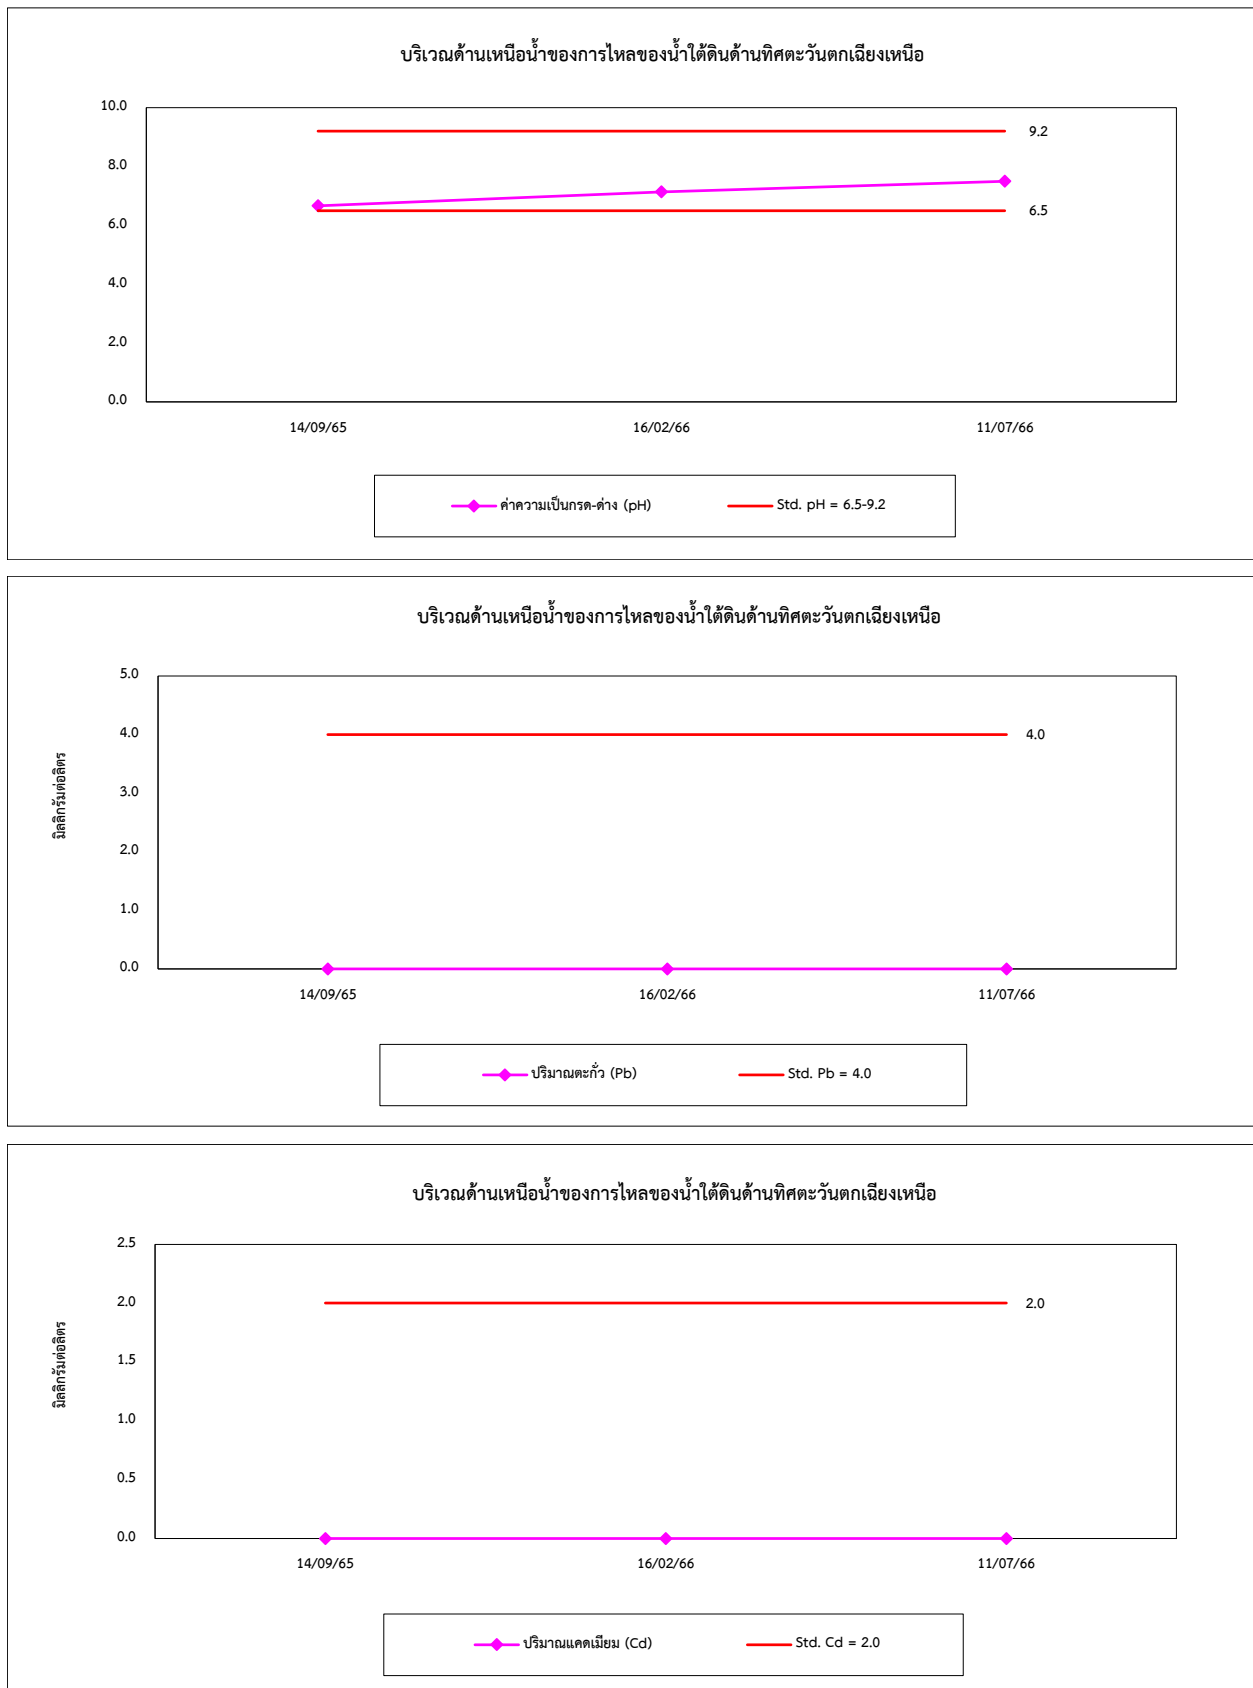 บริเวณด้านเหนือน้ำของการไหลของน้ำใต้ดินด้านทิศตะวันตกเฉียงเหนือ
10.0
9.2
8.0
6.5
6.0
4.0
2.0
0.0
14/09/65 16/02/66 11/07/66
ค่าความเป็นกรด-ด่าง (pH) Std. pH = 6.5-9.2
บริเวณด้านเหนือน้ำของการไหลของน้ำใต้ดินด้านทิศตะวันตกเฉียงเหนือ
มิลลิกรัมต่อลิตร
5.0
4.0 4.0
3.0
2.0
1.0
0.0
14/09/65 16/02/66 11/07/66
ปริมาณตะกั่ว (Pb) Std. Pb = 4.0
บริเวณด้านเหนือน้ำของการไหลของน้ำใต้ดินด้านทิศตะวันตกเฉียงเหนือ
มิลลิกรัมต่อลิตร
2.5
2.0 2.0
1.5
1.0
0.5
0.0
14/09/65 16/02/66 11/07/66
ปริมาณแคดเมียม (Cd) Std. Cd = 2.0